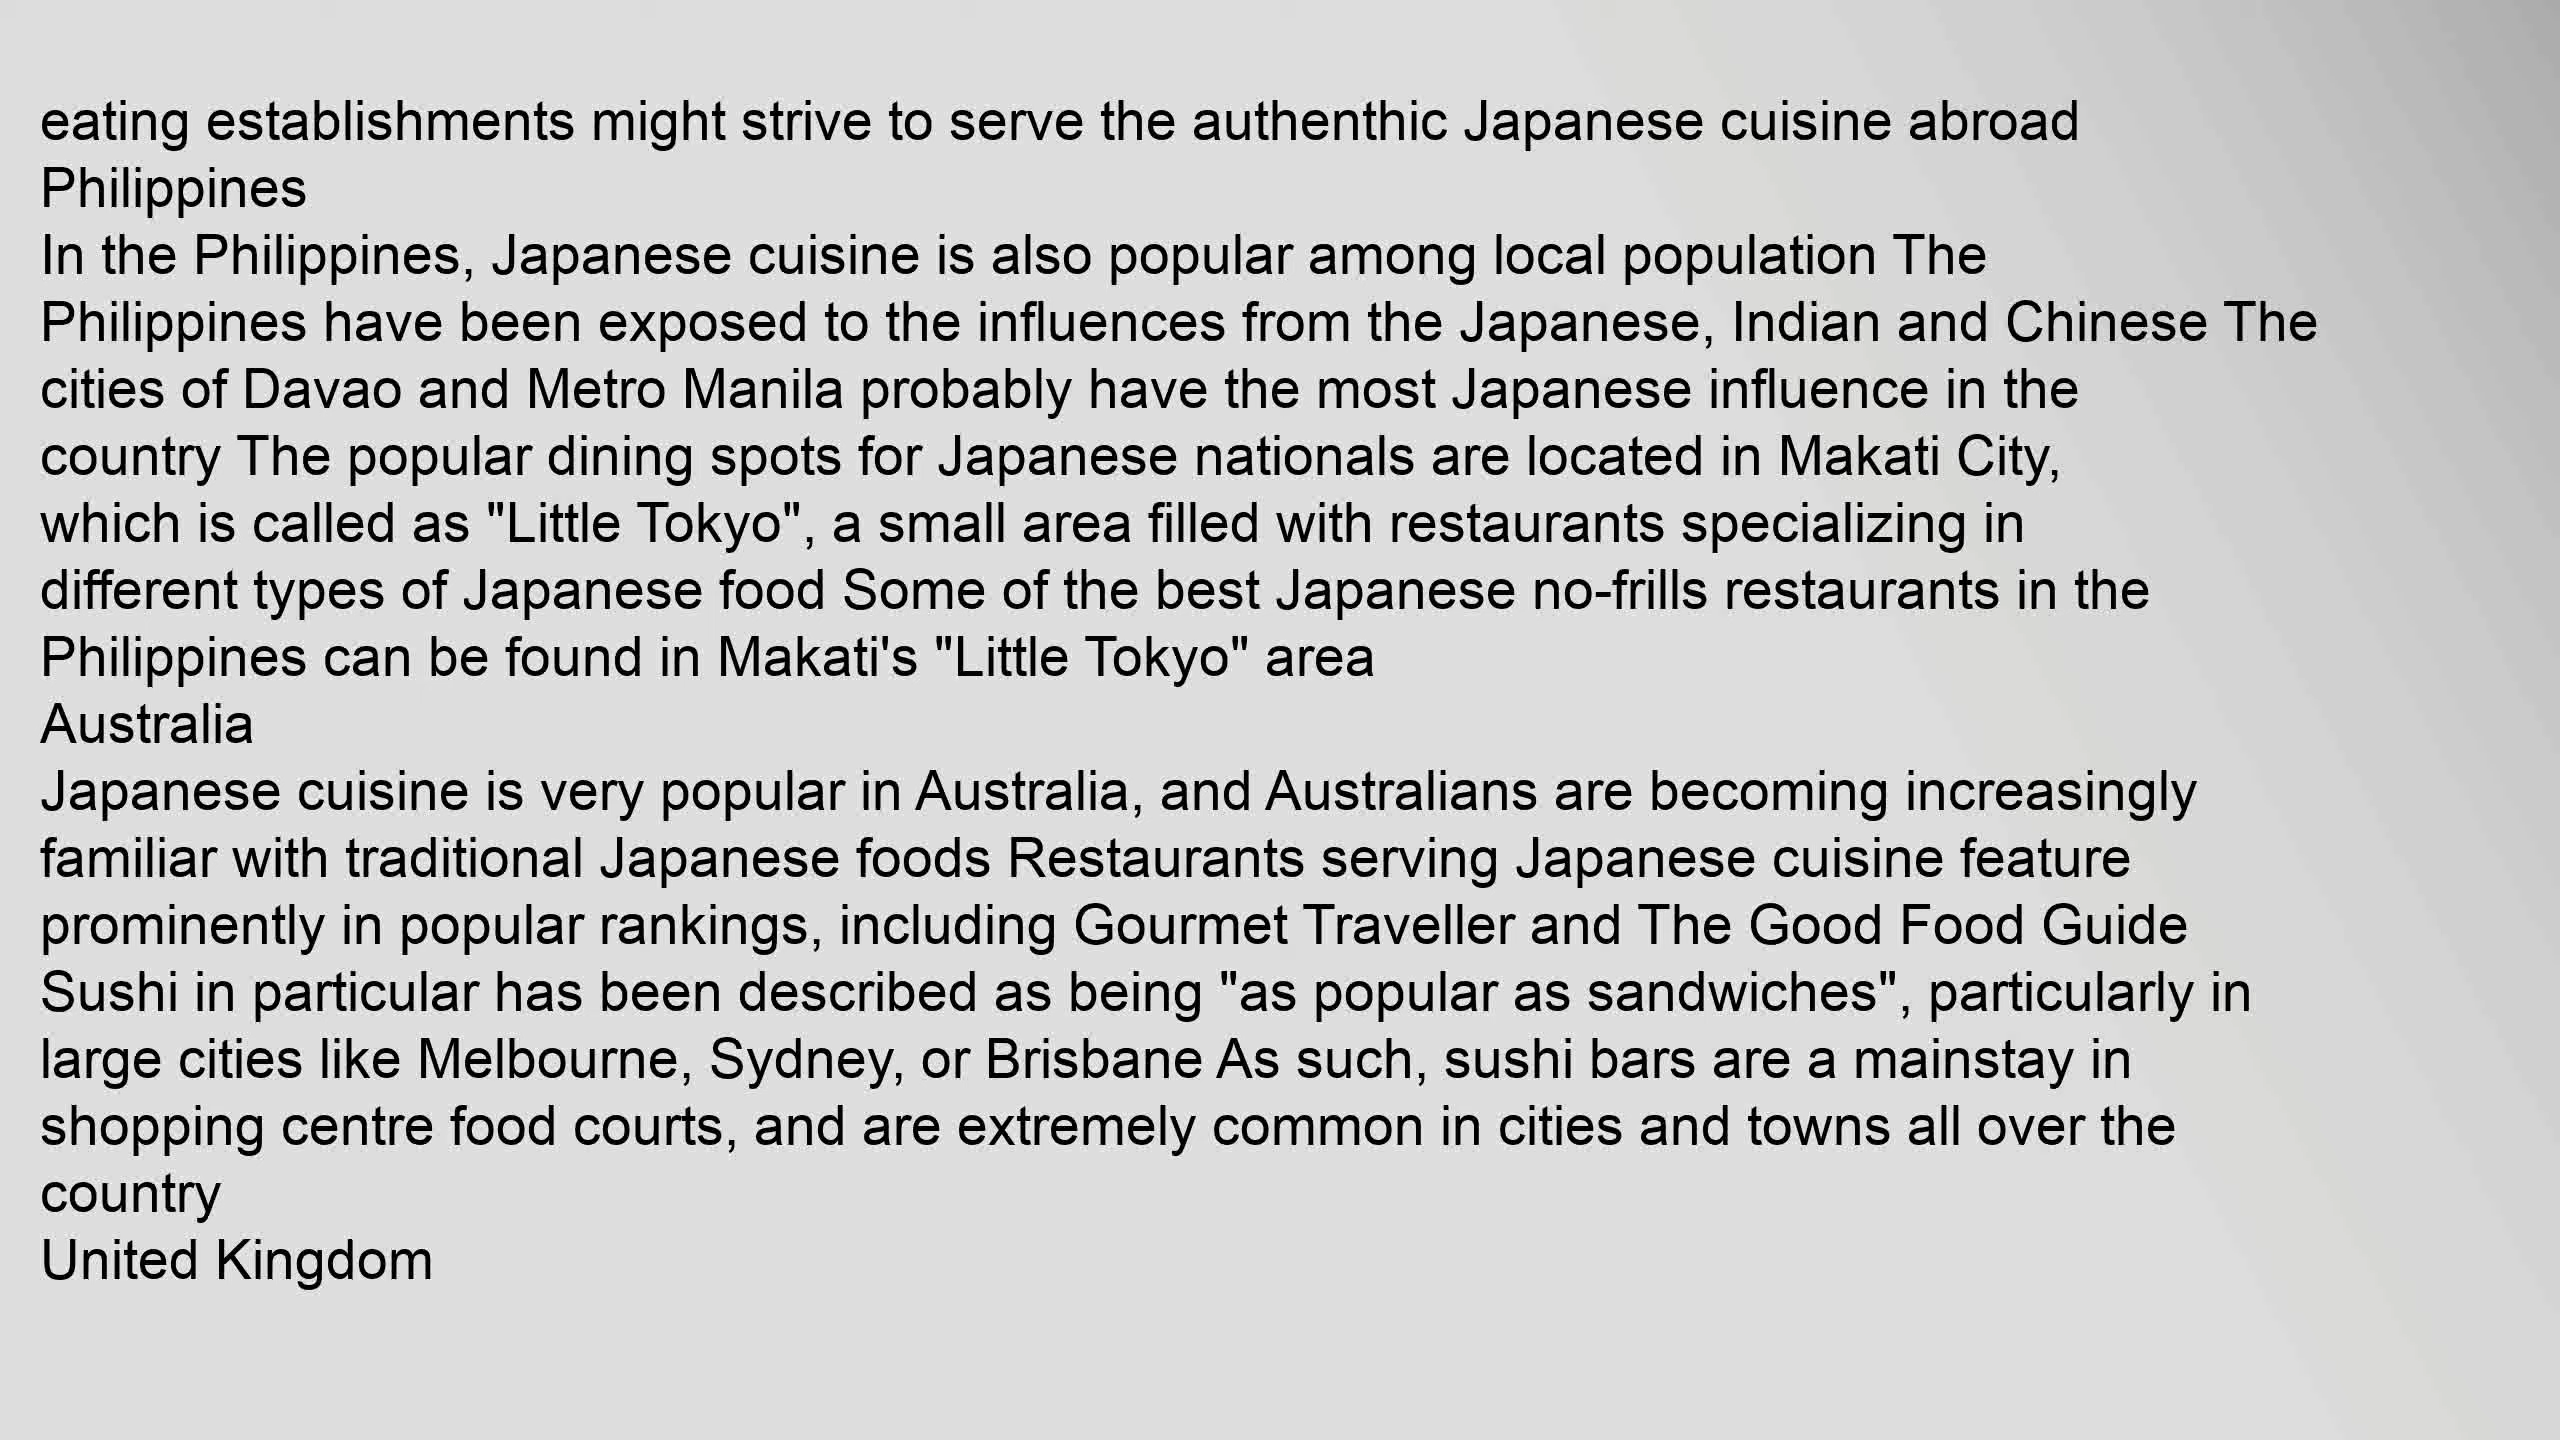 eating establishments might strive to serve the authenthic Japanese cuisine abroad
Philippines
In the Philippines, Japanese cuisine is also popular among local population The
Philippines have been exposed to the influences from the Japanese, Indian and Chinese The
cities of Davao and Metro Manila probably have the most Japanese influence in the
country The popular dining spots for Japanese nationals are located in Makati City,
which is called as "Little Tokyo", a small area filled with restaurants specializing in
different types of Japanese food Some of the best Japanese no-frills restaurants in the
Philippines can be found in Makati's "Little Tokyo" area
Australia
Japanese cuisine is very popular in Australia, and Australians are becoming increasingly
familiar with traditional Japanese foods Restaurants serving Japanese cuisine feature
prominently in popular rankings, including Gourmet Traveller and The Good Food Guide
Sushi in particular has been described as being "as popular as sandwiches", particularly in
large cities like Melbourne, Sydney, or Brisbane As such, sushi bars are a mainstay in
shopping centre food courts, and are extremely common in cities and towns all over the
country
United Kingdom